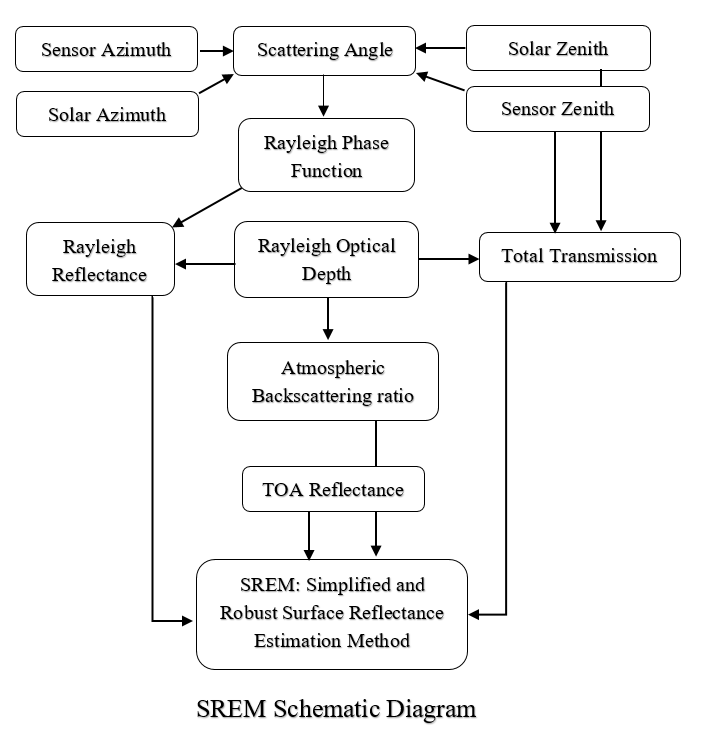 Sensor Azimuth
Scattering Angle
Solar Zenith
Solar Azimuth
Sensor Zenith
Rayleigh Phase
Function
Rayleigh
Reflectance
Rayleigh Optical
Depth
Total Transmission
Atmospheric
Backscattering ratio
TOA Reflectance
SREM: Simplified and
Robust Surface Reflectance
Estimation Method
SREM Schematic Diagram